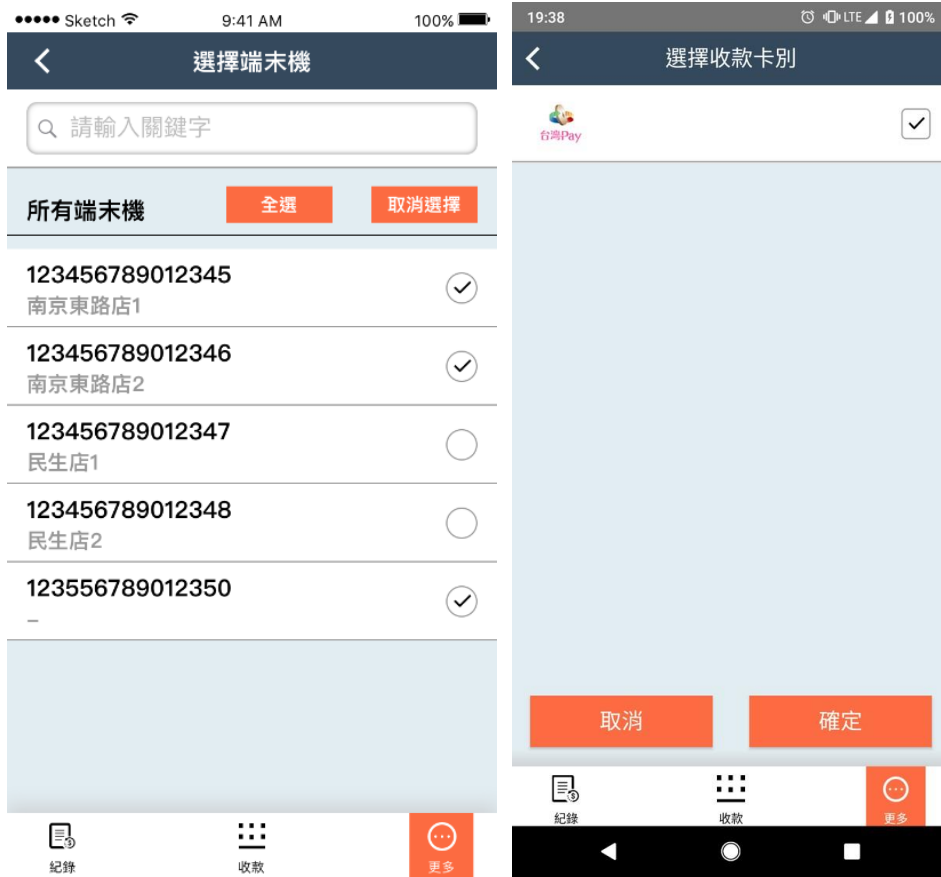 Sketch 9:41 AM 100%
選擇端末機
請輸入關鍵字
所有端末機 全選 取消選擇
123456789012345
南京東路店1
123456789012346
南京東路店2
123456789012347
民生店1
123456789012348
民生店2
123556789012350
–
紀錄 收款 更多
19:38 LTE 100%
選擇收款卡別
台灣Pay
取消 確定
紀錄 收款 更多